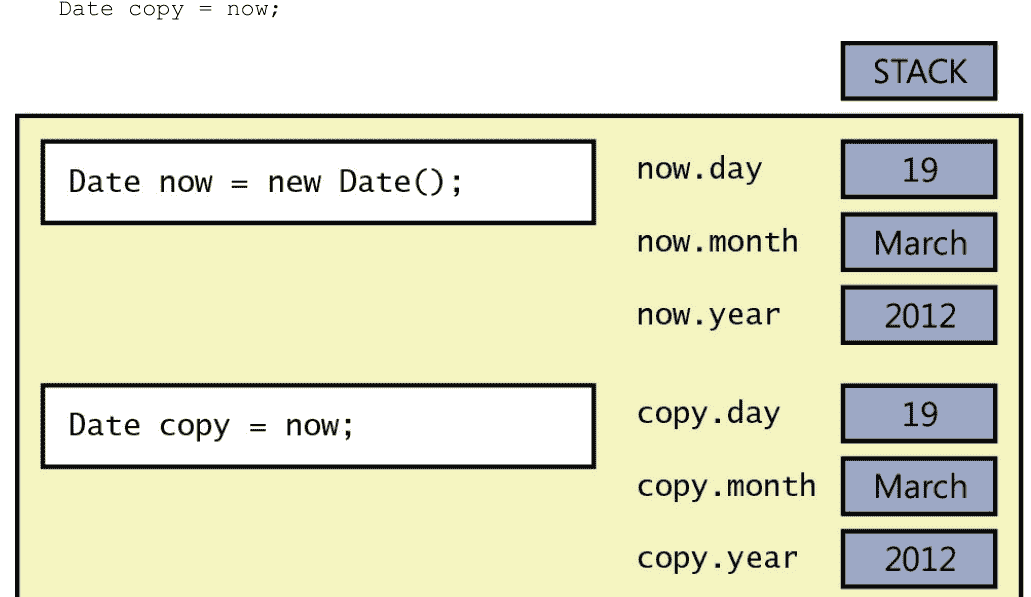 Date copy = now;
STACK
Date now = new Date();
now.day 19
now.month March
now.year 2012
Date copy = now;
copy.day 19
copy.month March
copy.year 2012